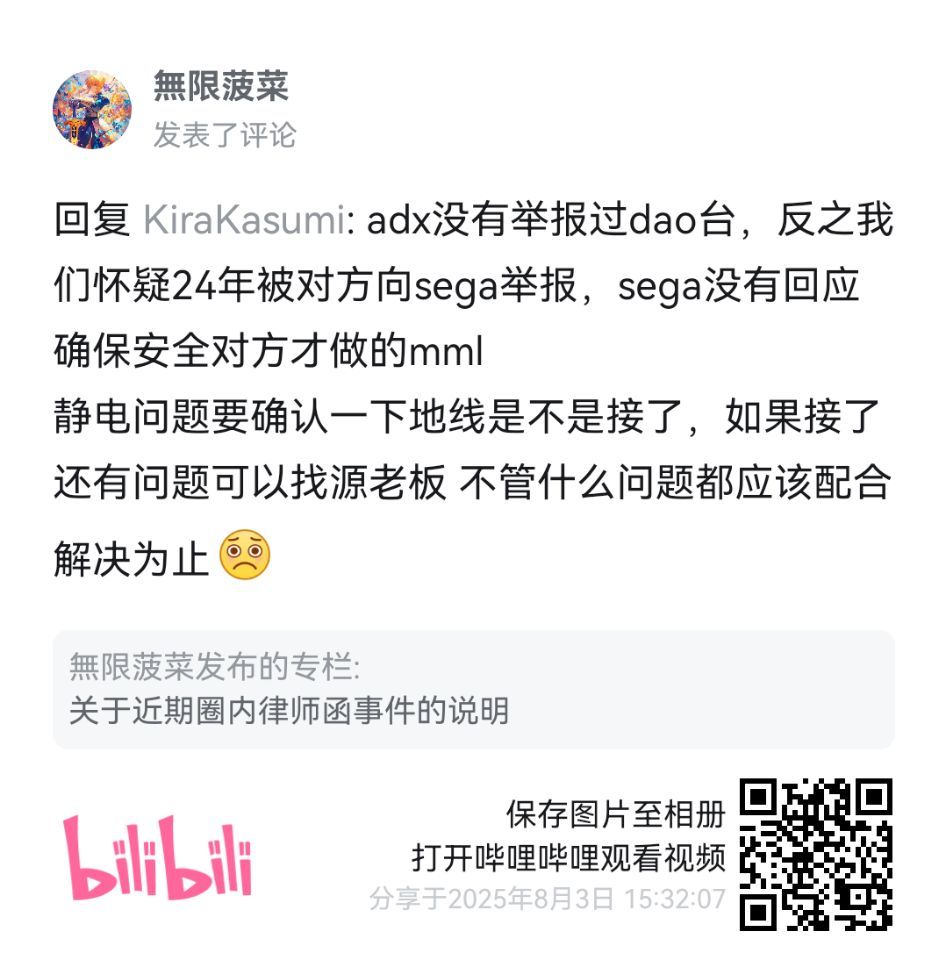 無限菠菜
发表了评论
回复 KiraKasumi: adx没有举报过dao台，反之我
们怀疑24年被对方向sega举报，sega没有回应
确保安全对方才做的mml
静电问题要确认一下地线是不是接了，如果接了
还有问题可以找源老板 不管什么问题都应该配合
解决为止
無限菠菜发布的专栏:
关于近期圈内律师函事件的说明
bilibili
保存图片至相册
打开哔哩哔哩观看视频
分享于2025年8月3日 15:32:07